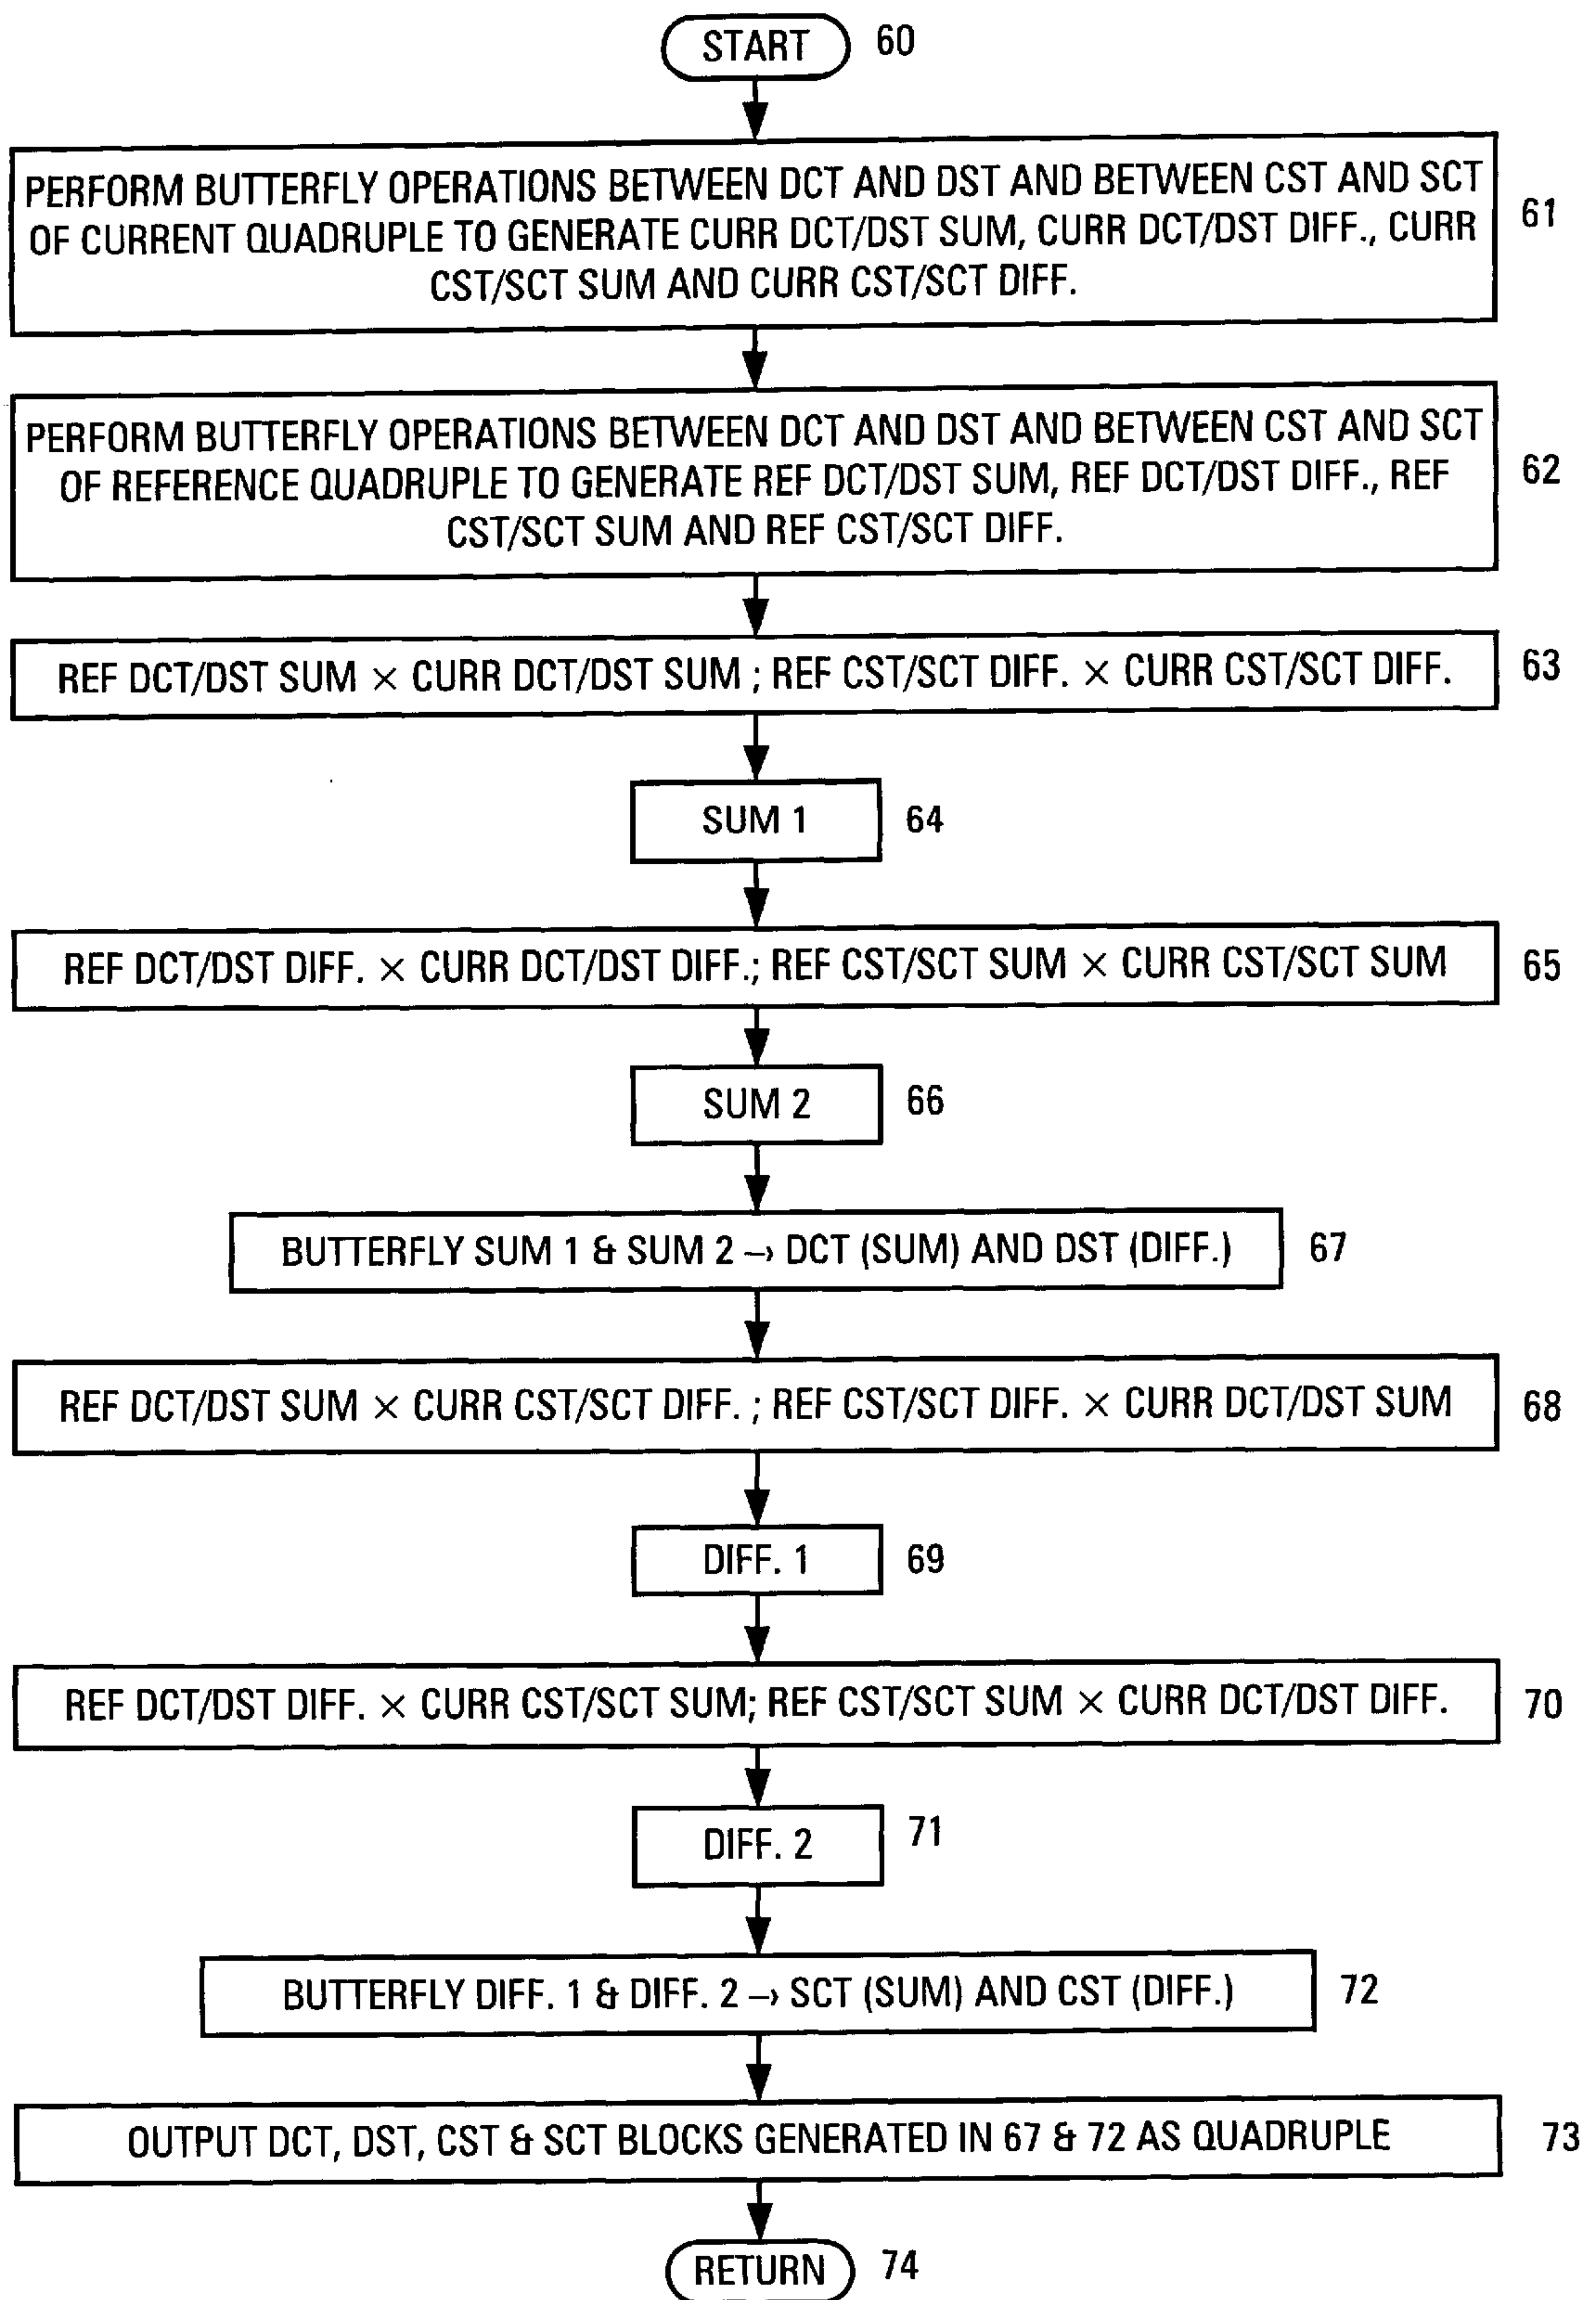 START 60
PERFORM BUTTERFLY OPERATIONS BETWEEN DCT AND DST AND BETWEEN CST AND SCT
OF CURRENT QUADRUPLE TO GENERATE CURR DCT/DST SUM, CURR DCT/DST DIFF., CURR
CST/SCT SUM AND CURR CST/SCT DIFF.
61
PERFORM BUTTERFLY OPERATIONS BETWEEN DCT AND DST AND BETWEEN CST AND SCT
OF REFERENCE QUADRUPLE TO GENERATE REF DCT/DST SUM, REF DCT/DST DIFF., REF
CST/SCT SUM AND REF CST/SCT DIFF.
62
REF DCT/DST SUM × CURR DCT/DST SUM ; REF CST/SCT DIFF. × CURR CST/SCT DIFF. 63
SUM 1 64
REF DCT/DST DIFF. × CURR DCT/DST DIFF.; REF CST/SCT SUM × CURR CST/SCT SUM 65
SUM 2 66
BUTTERFLY SUM 1 & SUM 2 → DCT (SUM) AND DST (DIFF.) 67
REF DCT/DST SUM × CURR CST/SCT DIFF. ; REF CST/SCT DIFF. × CURR DCT/DST SUM 68
DIFF. 1 69
REF DCT/DST DIFF. × CURR CST/SCT SUM; REF CST/SCT SUM × CURR DCT/DST DIFF. 70
DIFF. 2 71
BUTTERFLY DIFF. 1 & DIFF. 2 → SCT (SUM) AND CST (DIFF.) 72
OUTPUT DCT, DST, CST & SCT BLOCKS GENERATED IN 67 & 72 AS QUADRUPLE 73
RETURN 74